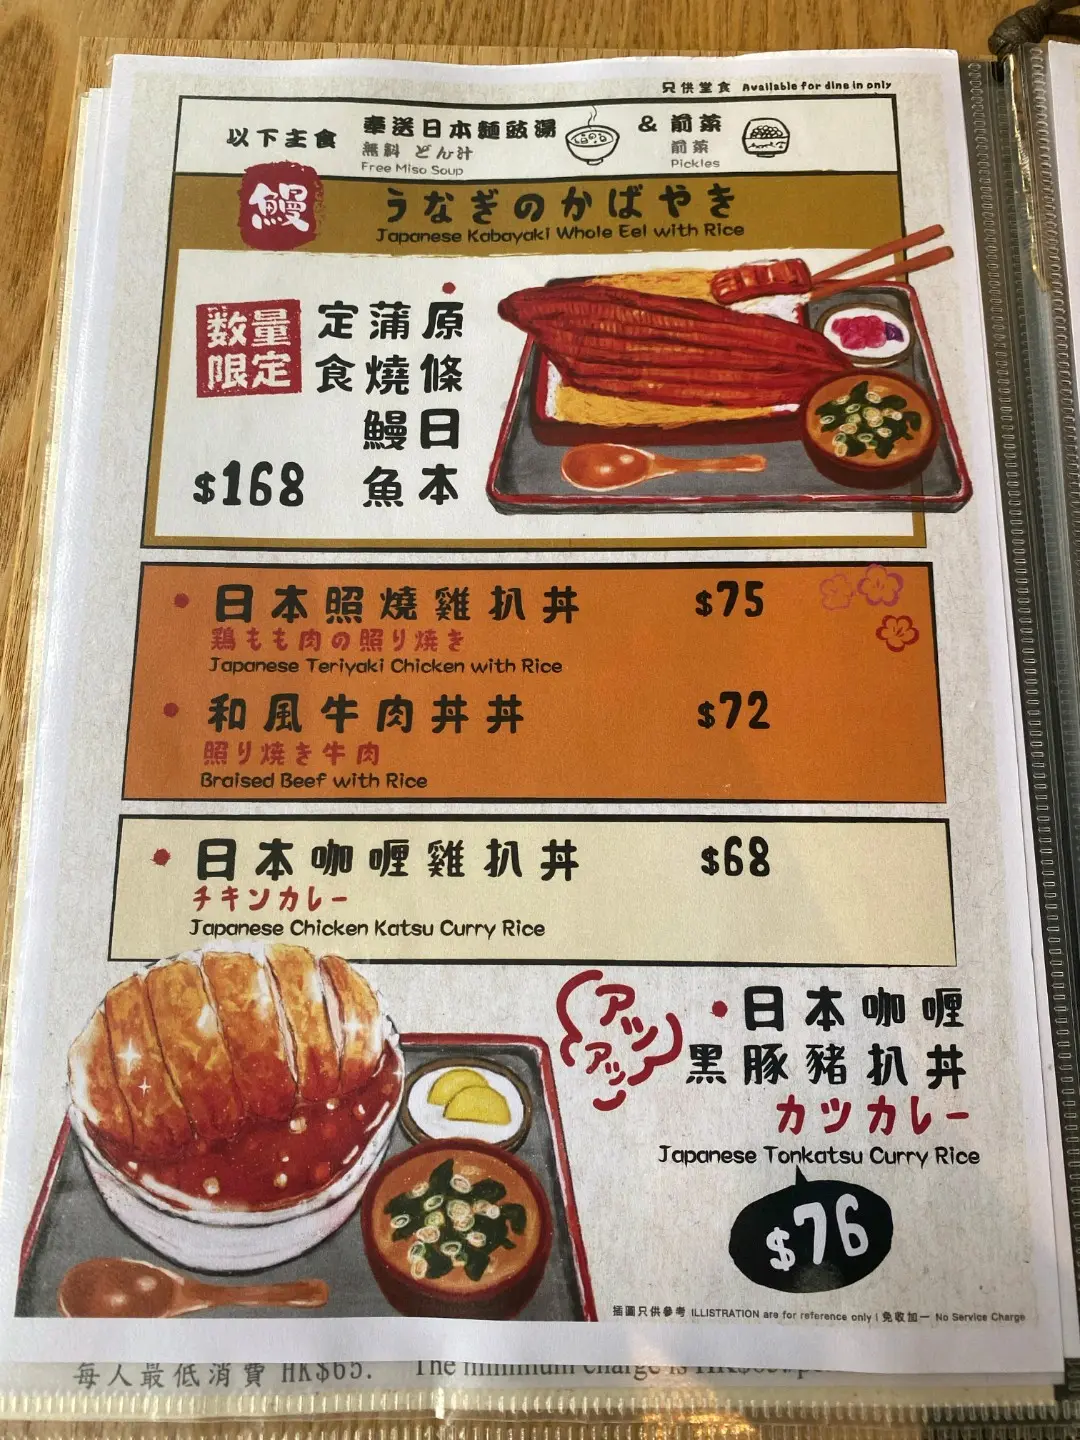 只供堂食 Available for dine in only
以下主食 奉送日本麵豉湯 & 前菜
無料 どん汁 前菜
Free Miso Soup Pickles
鰻 うなぎのかばやき
Japanese Kabayaki Whole Eel with Rice
原條日本
蒲燒鰻魚
定食
数量
限定
$168
日本照燒雞扒丼 $75
鶏もも肉の照り焼き
Japanese Teriyaki Chicken with Rice
和風牛肉丼丼 $72
照り焼き牛肉
Braised Beef with Rice
日本咖喱雞扒丼 $68
チキンカレー
Japanese Chicken Katsu Curry Rice
アツ
アツ
日本咖喱
黑豚豬扒丼
カツカレー
Japanese Tonkatsu Curry Rice
$76
插圖只供參考 ILLISTRATION are for reference only | 免收加一 No Service Charge
每人最低消費 HK$65. The minimum charge is